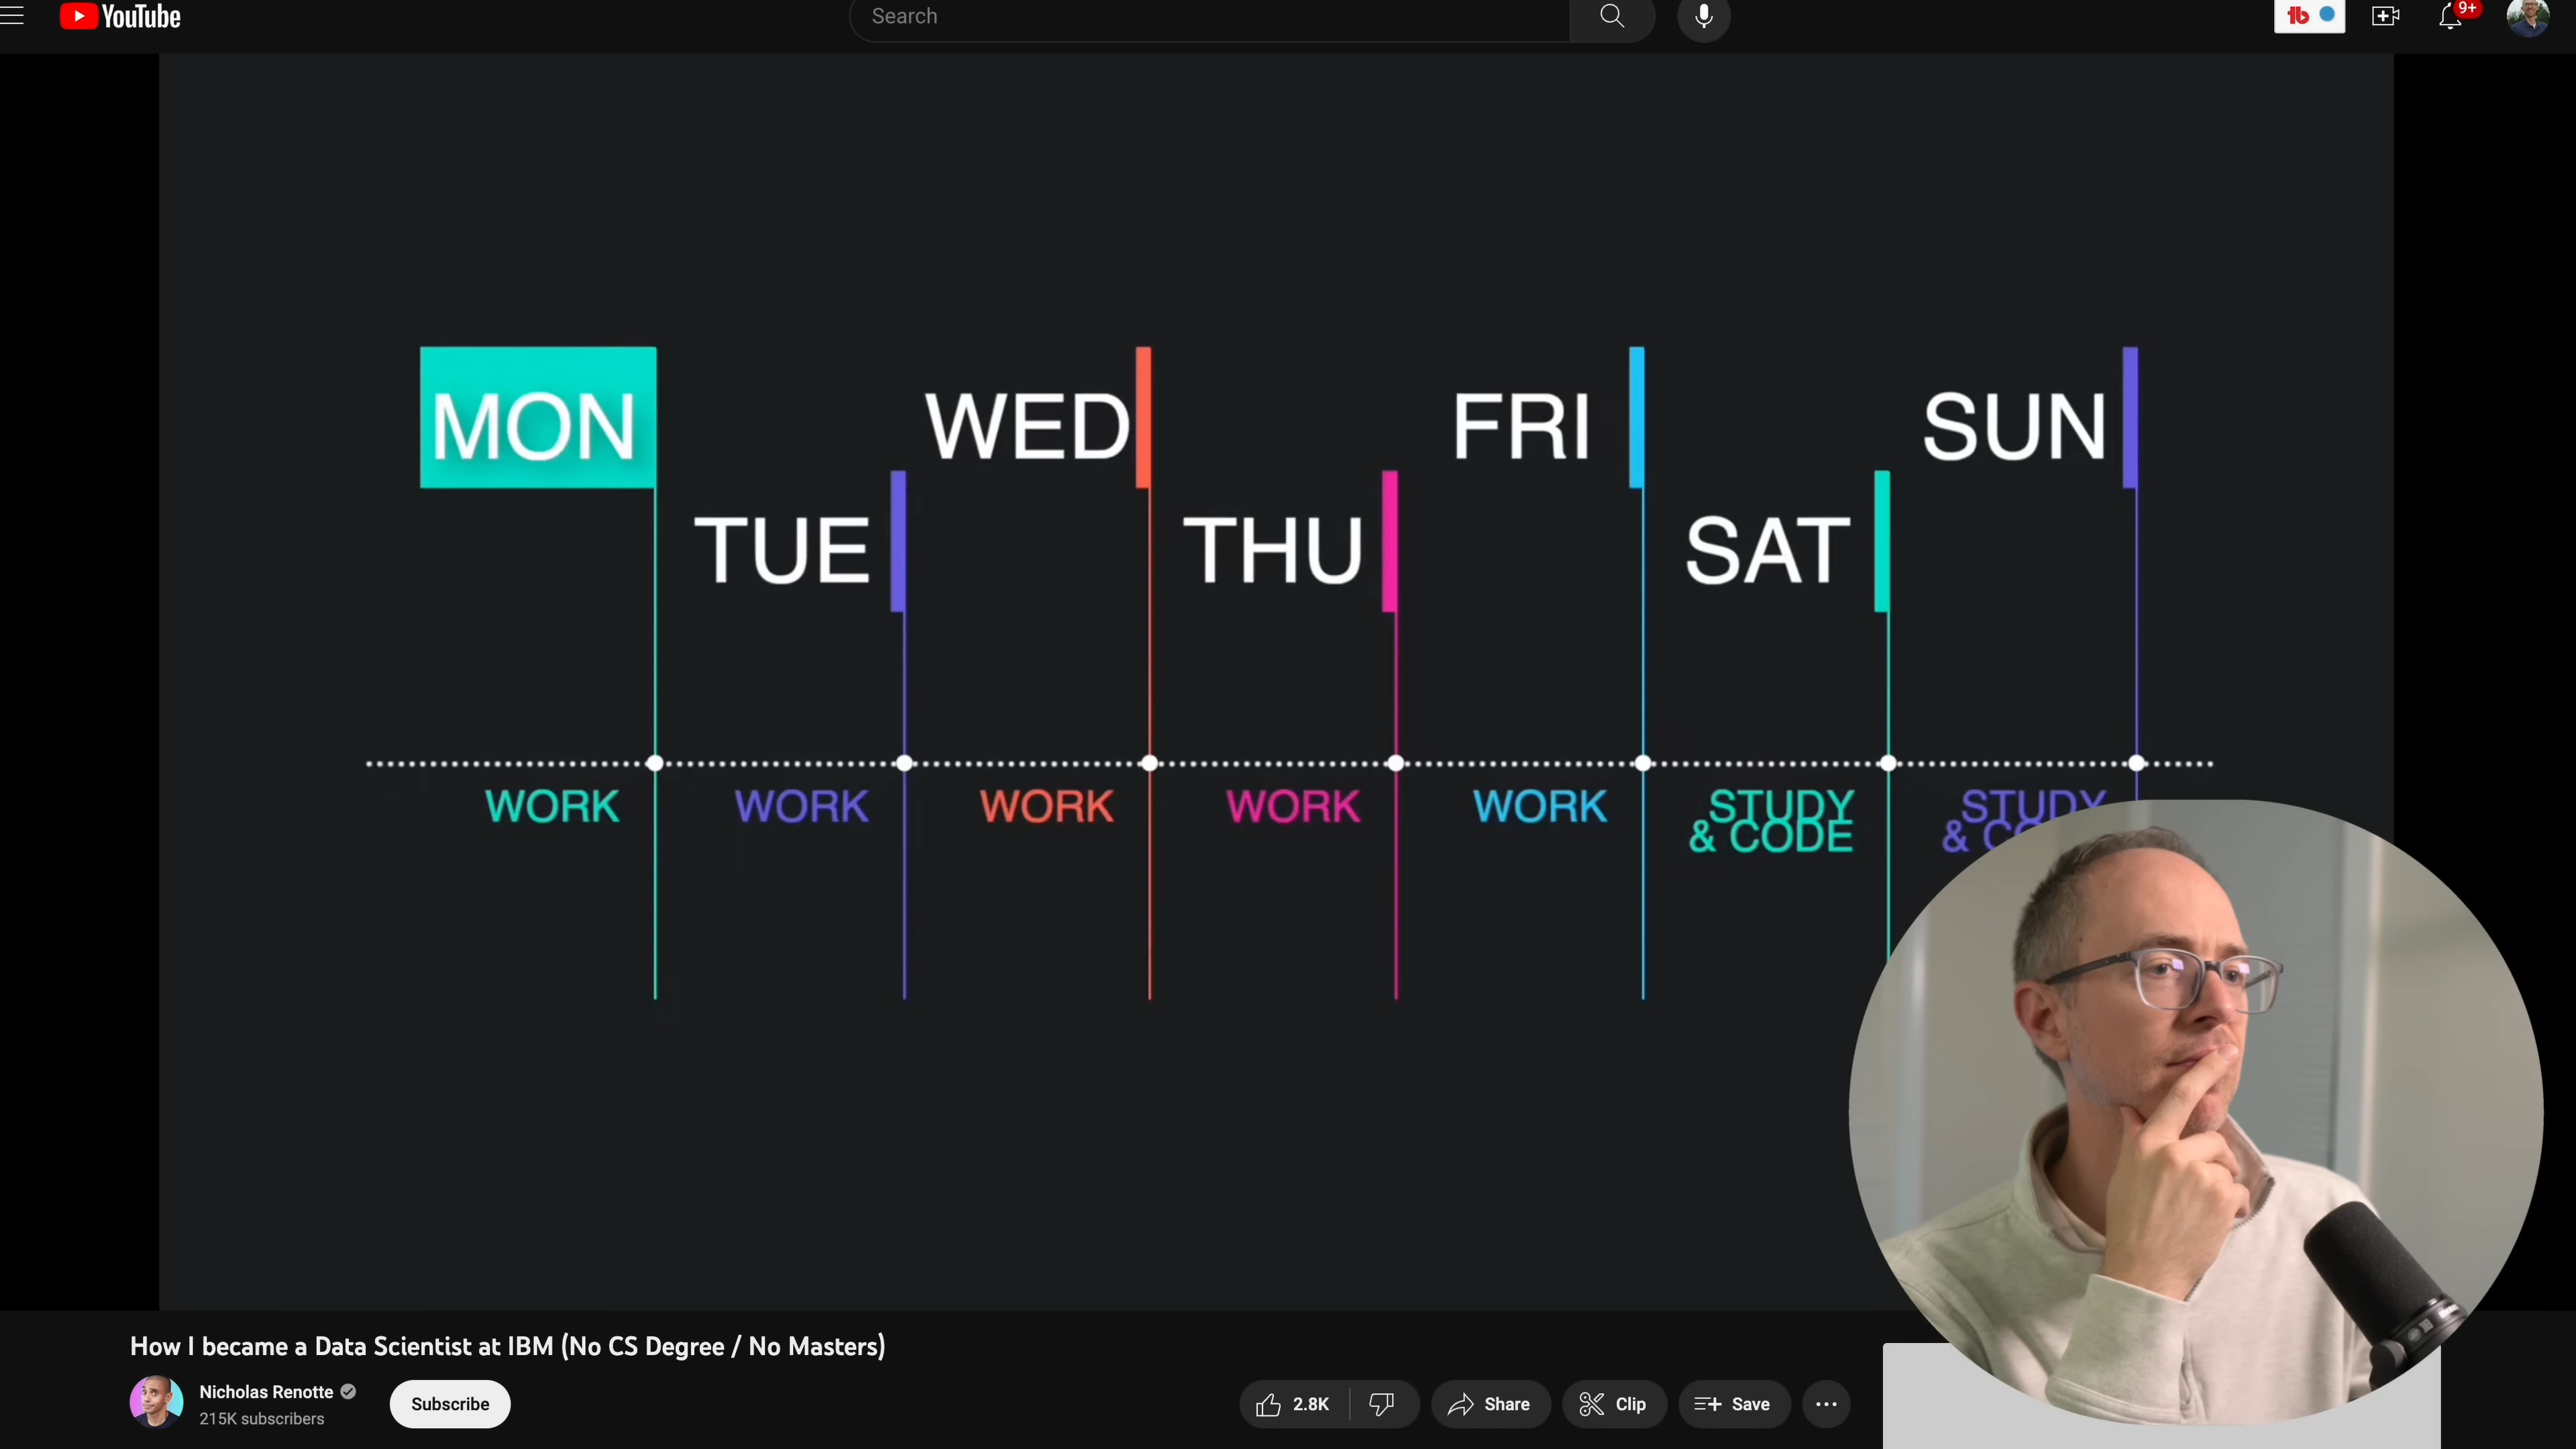 YouTube
Search
9+
MON
WED
FRI
SUN
TUE
THU
SAT
WORK
WORK
WORK
WORK
WORK
STUDY
& CODE
STUDY
&
How I became a Data Scientist at IBM (No CS Degree / No Masters)
Nicholas Renotte
215K subscribers
Subscribe
2.8K
Share
Clip
Save